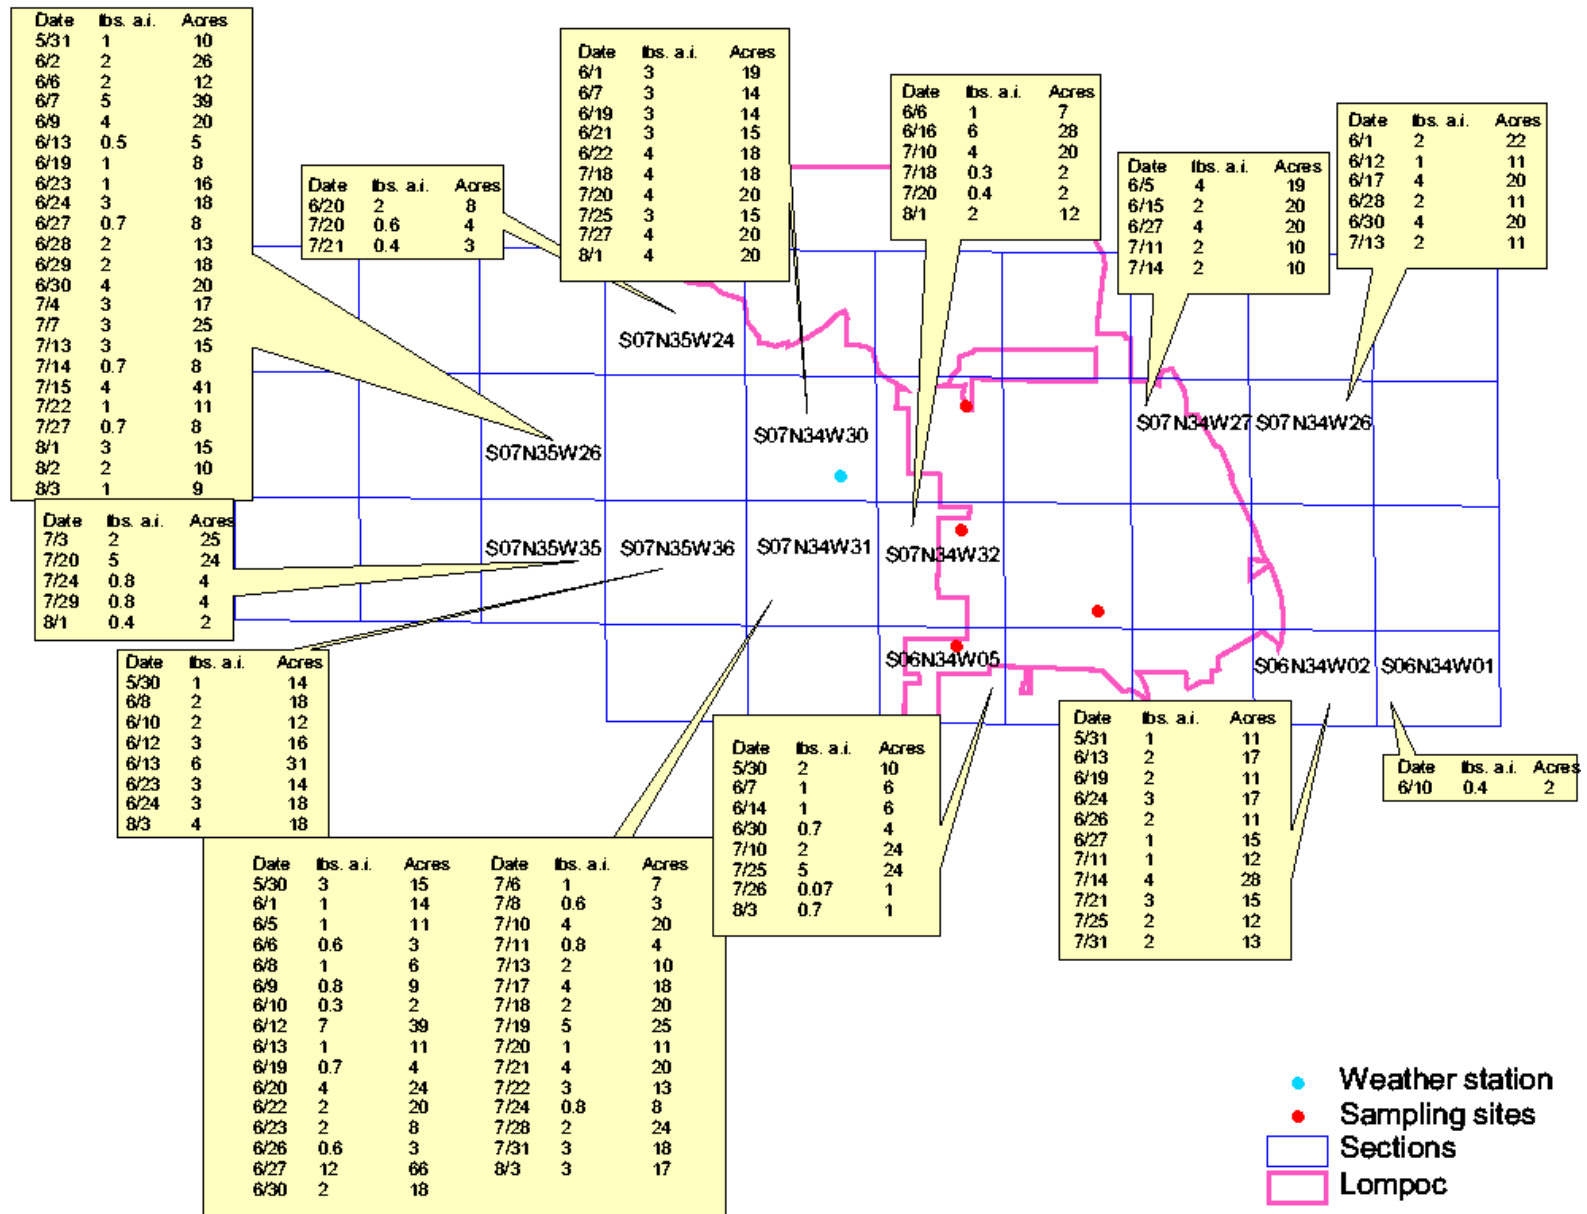 Date lbs. a.i. Acres
5/31 1 10
6/2 2 26
6/6 2 12
6/7 5 39
6/9 4 20
6/13 0.5 5
6/19 1 8
6/23 1 16
6/24 3 18
6/27 0.7 8
6/28 2 13
6/29 2 18
6/30 4 20
7/4 3 17
7/7 3 25
7/13 3 15
7/14 0.7 8
7/15 4 41
7/22 1 11
7/27 0.7 8
8/1 3 15
8/2 2 10
8/3 1 9
Date lbs. a.i. Acres
6/20 2 8
7/20 0.6 4
7/21 0.4 3
Date lbs. a.i. Acres
6/1 3 19
6/7 3 14
6/19 3 14
6/21 3 15
6/22 4 18
7/18 4 18
7/20 4 20
7/25 3 15
7/27 4 20
8/1 4 20
Date lbs. a.i. Acres
6/6 1 7
6/16 6 28
7/10 4 20
7/18 0.3 2
7/20 0.4 2
8/1 2 12
Date lbs. a.i. Acres
6/5 4 19
6/15 2 20
6/27 4 20
7/11 2 10
7/14 2 10
Date lbs. a.i. Acres
6/1 2 22
6/12 1 11
6/17 4 20
6/28 2 11
6/30 4 20
7/13 2 11
S07N35W24
S07N35W26
S07N34W30
S07N34W27 S07N34W26
S07N35W35 S07N35W36 S07N34W31 S07N34W32
S06N34W05
S06N34W02 S06N34W01
Date lbs. a.i. Acres
7/3 2 25
7/20 5 24
7/24 0.8 4
7/29 0.8 4
8/1 0.4 2
Date lbs. a.i. Acres
5/30 1 14
6/8 2 18
6/10 2 12
6/12 3 16
6/13 6 31
6/23 3 14
6/24 3 18
8/3 4 18
Date lbs. a.i. Acres Date lbs. a.i. Acres
5/30 3 15 7/6 1 7
6/1 1 14 7/8 0.6 3
6/5 1 11 7/10 4 20
6/6 0.6 3 7/11 0.8 4
6/8 1 6 7/13 2 10
6/9 0.8 9 7/17 4 18
6/10 0.3 2 7/18 2 20
6/12 7 39 7/19 5 25
6/13 1 11 7/20 1 11
6/19 0.7 4 7/21 4 20
6/20 4 24 7/22 3 13
6/22 2 20 7/24 0.8 8
6/23 2 8 7/28 2 24
6/26 0.6 3 7/31 3 18
6/27 12 66 8/3 3 17
6/30 2 18
Date lbs. a.i. Acres
5/30 2 10
6/7 1 6
6/14 1 6
6/30 0.7 4
7/10 2 24
7/25 5 24
7/26 0.07 1
8/3 0.7 1
Date lbs. a.i. Acres
5/31 1 11
6/13 2 17
6/19 2 11
6/24 3 17
6/26 2 11
6/27 1 15
7/11 1 12
7/14 4 28
7/21 3 15
7/25 2 12
7/31 2 13
Date lbs. a.i. Acres
6/10 0.4 2
Weather station
Sampling sites
Sections
Lompoc